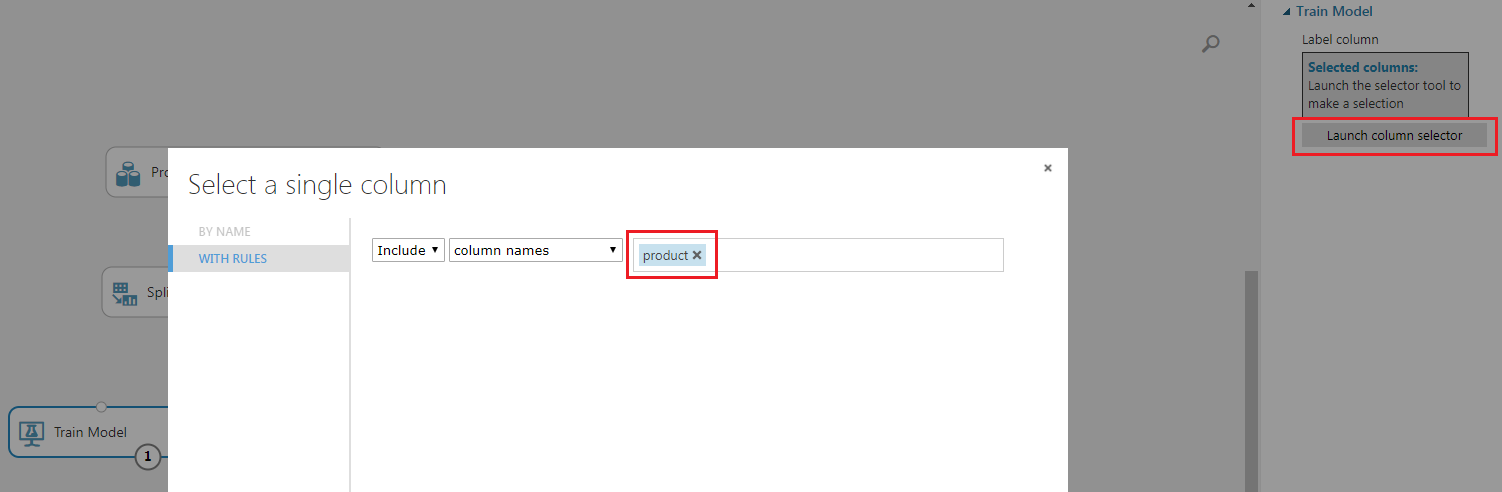 Train Model
Label column
Selected columns:
Launch the selector tool to
make a selection
Launch column selector
Pro
Select a single column
BY NAME
WITH RULES
Include
column names
product
Spli
Train Model
1